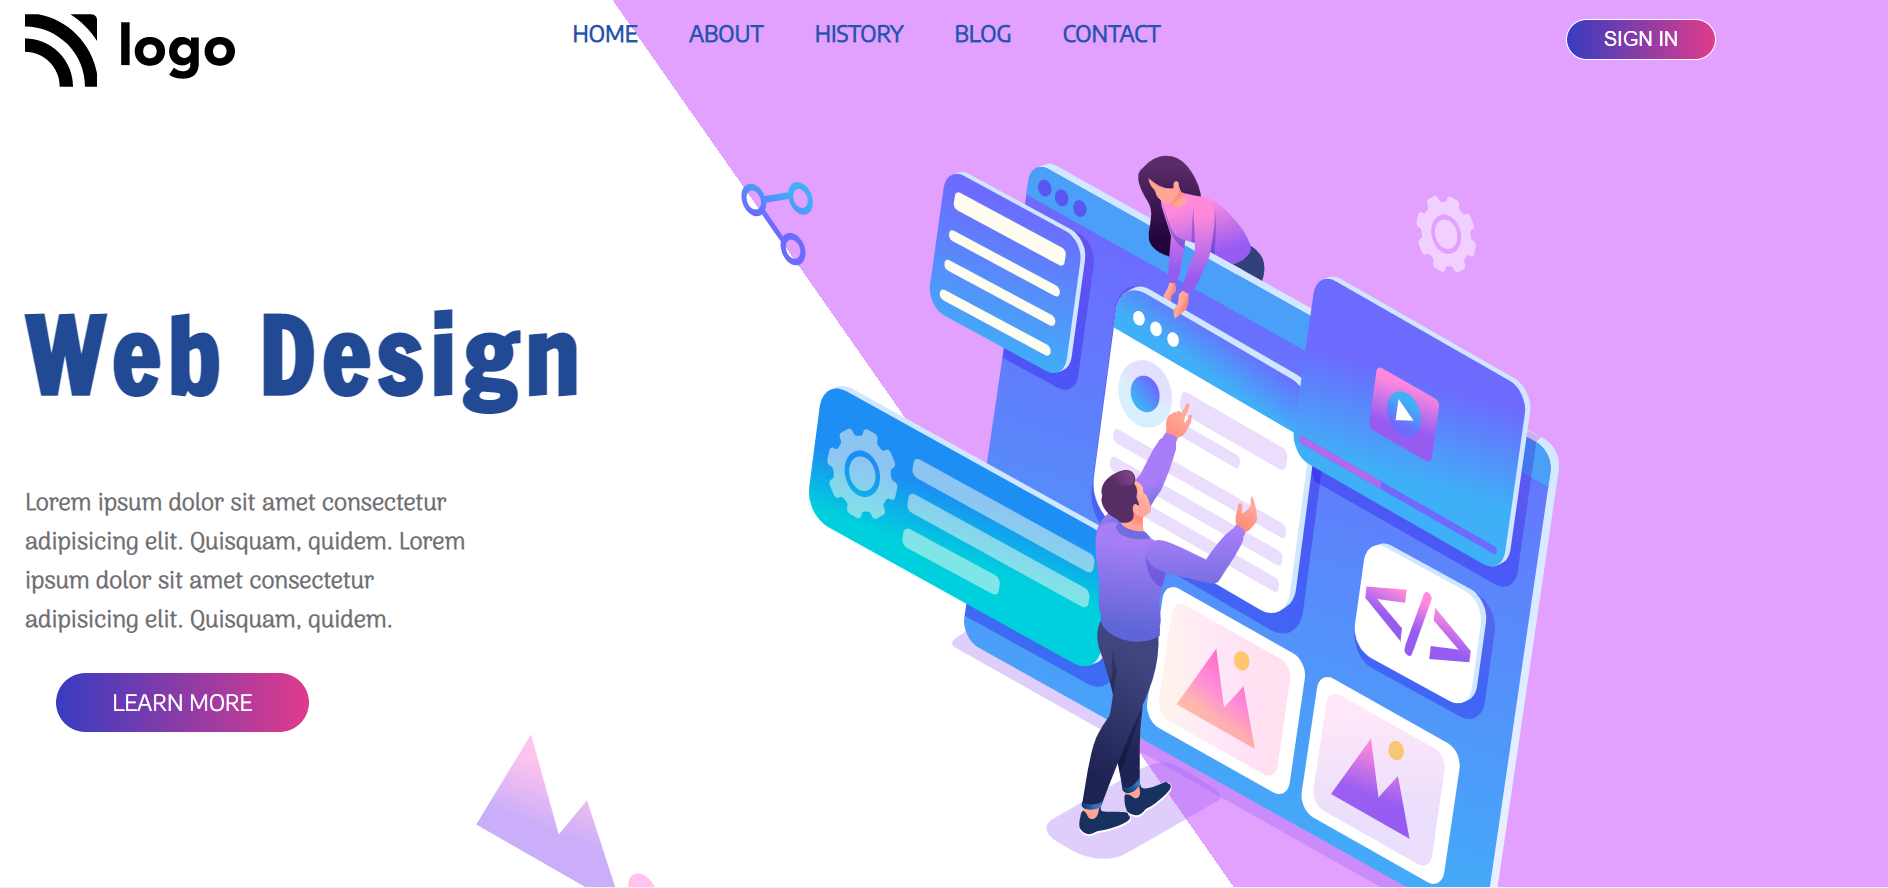 logo
HOME ABOUT HISTORY BLOG CONTACT
SIGN IN
Web Design
Lorem ipsum dolor sit amet consectetur
adipisicing elit. Quisquam, quidem. Lorem
ipsum dolor sit amet consectetur
adipisicing elit. Quisquam, quidem.
LEARN MORE
</>